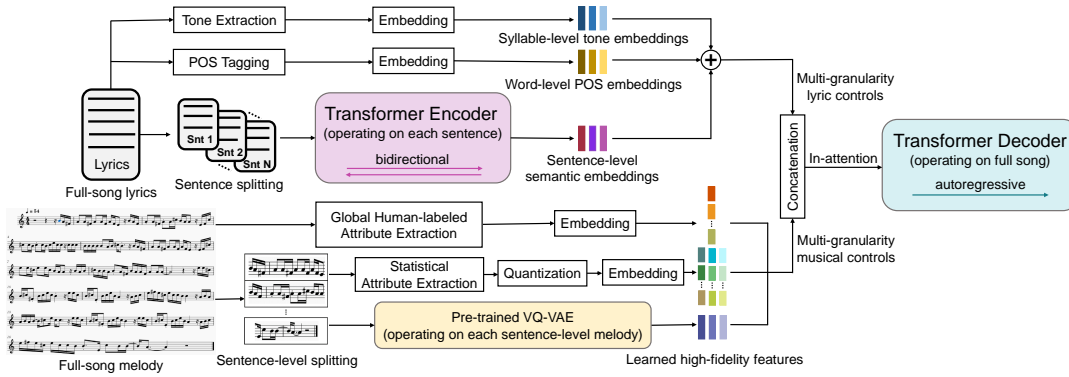 Tone Extraction
Embedding
Syllable-level tone embeddings
POS Tagging
Embedding
Word-level POS embeddings
Multi-granularity
lyric controls
Lyrics
Full-song lyrics
Snt 1
Snt 2
Snt N
Sentence splitting
Transformer Encoder
(operating on each sentence)
bidirectional
Sentence-level
semantic embeddings
Concatenation
In-attention
Transformer Decoder
(operating on full song)
autoregressive
Global Human-labeled
Attribute Extraction
Embedding
Statistical
Attribute Extraction
Quantization
Embedding
Multi-granularity
musical controls
Pre-trained VQ-VAE
(operating on each sentence-level melody)
Full-song melody
Sentence-level splitting
Learned high-fidelity features